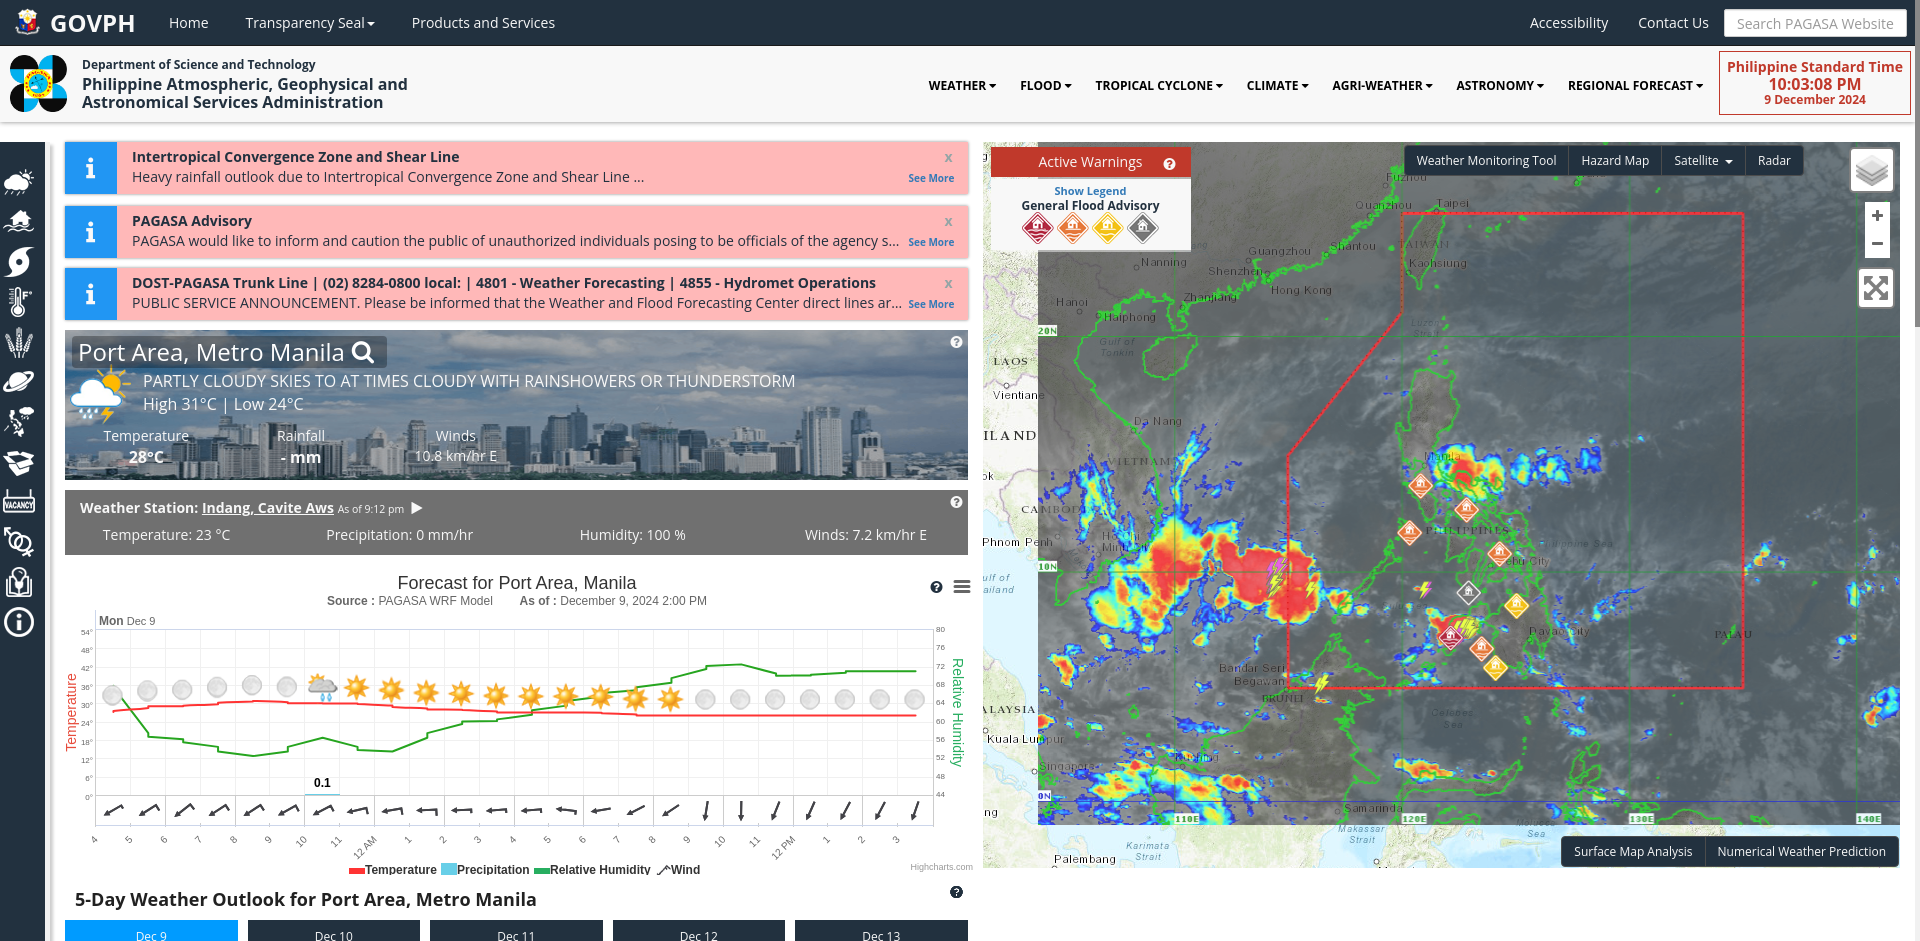 GOVPH
Home
Transparency Seal
Products and Services
Accessibility
Contact Us
Search PAGASA Website
Department of Science and Technology
Philippine Atmospheric, Geophysical and
Astronomical Services Administration
WEATHER
FLOOD
TROPICAL CYCLONE
CLIMATE
AGRI-WEATHER
ASTRONOMY
REGIONAL FORECAST
Philippine Standard Time
10:03:08 PM
9 December 2024
VACANCY
Intertropical Convergence Zone and Shear Line
x
Heavy rainfall outlook due to Intertropical Convergence Zone and Shear Line ...
See More
PAGASA Advisory
x
PAGASA would like to inform and caution the public of unauthorized individuals posing to be officials of the agency s...
See More
DOST-PAGASA Trunk Line | (02) 8284-0800 local: | 4801 - Weather Forecasting | 4855 - Hydromet Operations
x
PUBLIC SERVICE ANNOUNCEMENT. Please be informed that the Weather and Flood Forecasting Center direct lines ar...
See More
Port Area, Metro Manila
PARTLY CLOUDY SKIES TO AT TIMES CLOUDY WITH RAINSHOWERS OR THUNDERSTORM
High 31°C | Low 24°C
Temperature
Rainfall
Winds
28°C
- mm
10.8 km/hr E
Weather Station: Indang, Cavite Aws As of 9:12 pm
Temperature: 23 °C
Precipitation: 0 mm/hr
Humidity: 100 %
Winds: 7.2 km/hr E
Forecast for Port Area, Manila
Source : PAGASA WRF Model As of : December 9, 2024 2:00 PM
Mon Dec 9
54°
48°
42°
36°
30°
24°
18°
12°
6°
0°
Temperature
80
76
72
68
64
60
56
52
48
44
Relative Humidity
0.1
4 5 6 7 8 9 10 11 12 AM 1 2 3 4 5 6 7 8 9 10 11 12 PM 1 2 3
Temperature
Precipitation
Relative Humidity
Wind
Highcharts.com
5-Day Weather Outlook for Port Area, Metro Manila
Dec 9
Dec 10
Dec 11
Dec 12
Dec 13
Active Warnings
Show Legend
General Flood Advisory
Weather Monitoring Tool
Hazard Map
Satellite
Radar
+
−
Fuzhou
Quanzhou
Taipei
TAIWAN
Kaohsiung
Guangzhou
Shantou
Nanning
Shenzhen
Hong Kong
Zhanjiang
Hanoi
Haiphong
Gulf of
Tonkin
Luzon
Strait
20N
LAOS
Vientiane
Da Nang
VIETNAM
Manila
PHILIPPINES
Phnom Penh
10N
Davao City
PALAU
Bandar Seri
Begawan
BRUNEI
Celebes
Sea
Kuala Lumpur
Singapore
Kuching
0N
110E
120E
130E
140E
Samarinda
Makassar
Strait
Karimata
Strait
Palembang
Surface Map Analysis
Numerical Weather Prediction